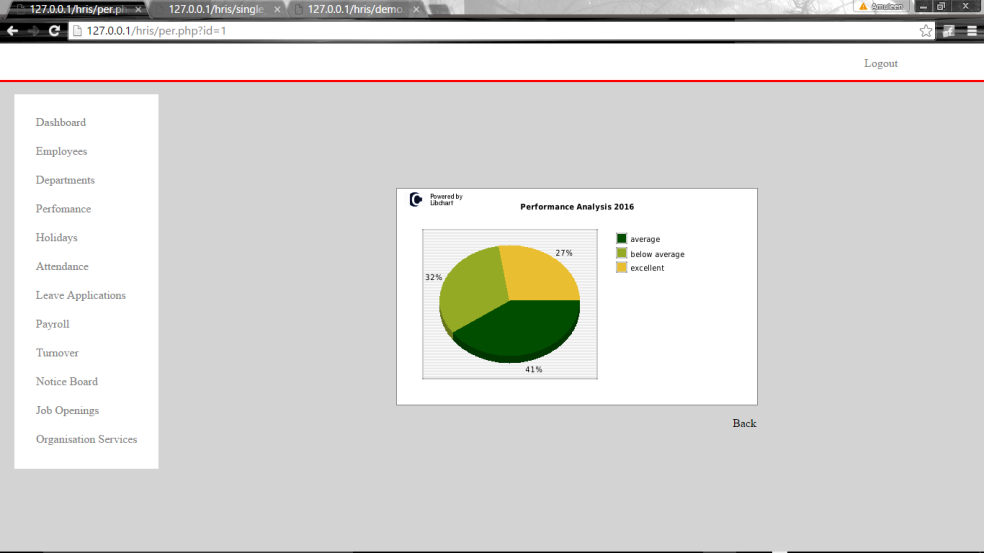 127.0.0.1/hris/per.ph
127.0.0.1/hris/single
127.0.0.1/hris/demo
Amuleen
127.0.0.1/hris/per.php?id=1
Logout
Dashboard
Employees
Departments
Perfomance
Holidays
Attendance
Leave Applications
Payroll
Turnover
Notice Board
Job Openings
Organisation Services
Powered by
Libchart
Performance Analysis 2016
average
below average
excellent
27%
32%
41%
Back